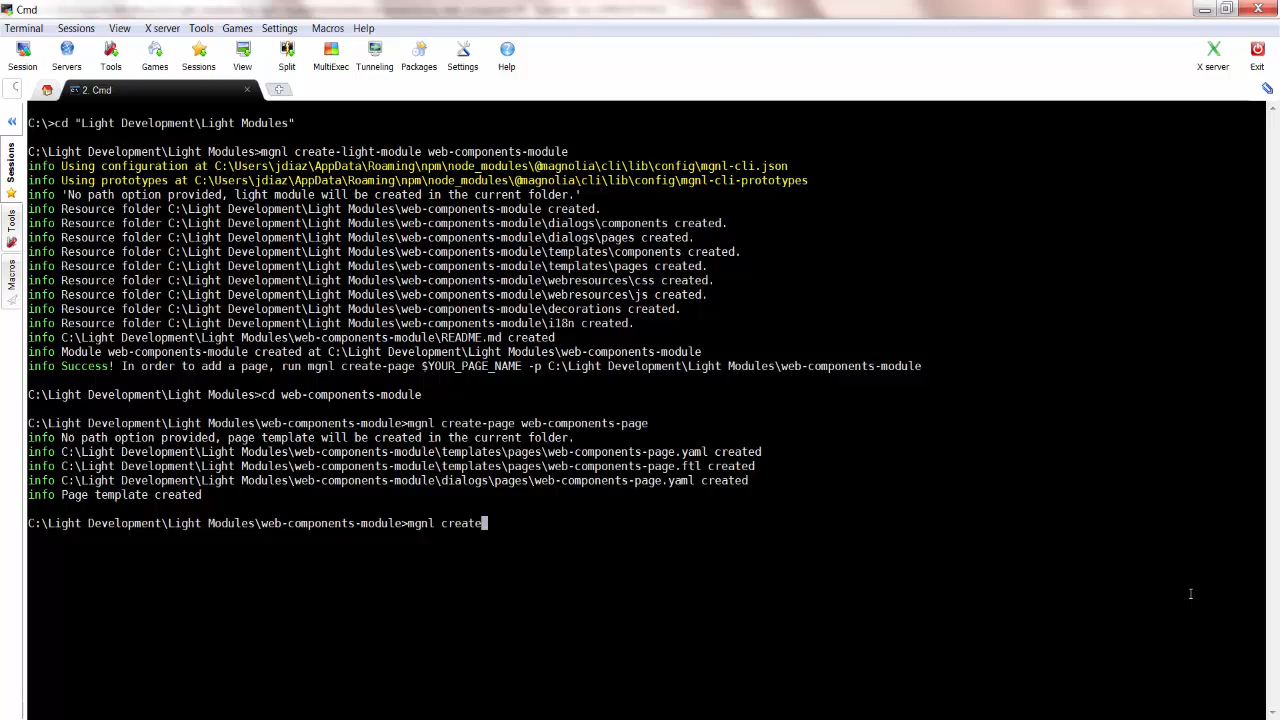 Cmd
Terminal Sessions View X server Tools Games Settings Macros Help
Session Servers Tools Games Sessions View Split MultiExec Tunneling Packages Settings Help X server Exit
2. Cmd
Sessions
Tools
Macros
C:\>cd "Light Development\Light Modules"
C:\Light Development\Light Modules>mgnl create-light-module web-components-module
info Using configuration at C:\Users\jdiaz\AppData\Roaming\npm\node_modules\@magnolia\cli\lib\config\mgnl-cli.json
info Using prototypes at C:\Users\jdiaz\AppData\Roaming\npm\node_modules\@magnolia\cli\lib\config\mgnl-cli-prototypes
info 'No path option provided, light module will be created in the current folder.'
info Resource folder C:\Light Development\Light Modules\web-components-module created.
info Resource folder C:\Light Development\Light Modules\web-components-module\dialogs\components created.
info Resource folder C:\Light Development\Light Modules\web-components-module\dialogs\pages created.
info Resource folder C:\Light Development\Light Modules\web-components-module\templates\components created.
info Resource folder C:\Light Development\Light Modules\web-components-module\templates\pages created.
info Resource folder C:\Light Development\Light Modules\web-components-module\webresources\css created.
info Resource folder C:\Light Development\Light Modules\web-components-module\webresources\js created.
info Resource folder C:\Light Development\Light Modules\web-components-module\decorations created.
info Resource folder C:\Light Development\Light Modules\web-components-module\i18n created.
info C:\Light Development\Light Modules\web-components-module\README.md created
info Module web-components-module created at C:\Light Development\Light Modules\web-components-module
info Success! In order to add a page, run mgnl create-page $YOUR_PAGE_NAME -p C:\Light Development\Light Modules\web-components-module
C:\Light Development\Light Modules>cd web-components-module
C:\Light Development\Light Modules\web-components-module>mgnl create-page web-components-page
info No path option provided, page template will be created in the current folder.
info C:\Light Development\Light Modules\web-components-module\templates\pages\web-components-page.yaml created
info C:\Light Development\Light Modules\web-components-module\templates\pages\web-components-page.ftl created
info C:\Light Development\Light Modules\web-components-module\dialogs\pages\web-components-page.yaml created
info Page template created
C:\Light Development\Light Modules\web-components-module>mgnl create